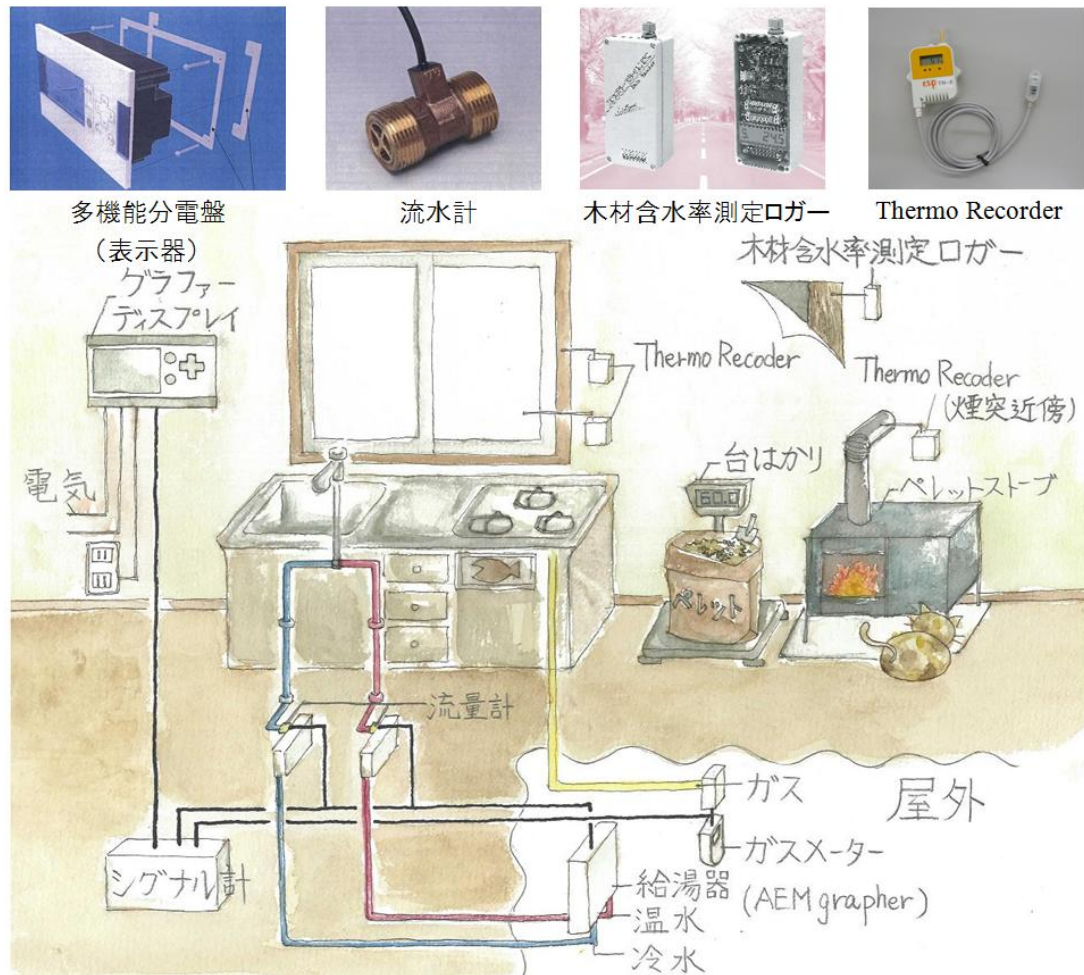 多機能分電盤
（表示器）
流水計
木材含水率測定ロガー
Thermo Recorder
グラファー
ディスプレイ
木材含水率測定ロガー
Thermo Recoder
Thermo Recoder
(煙突近傍)
電気
台はかり
60.0
ペレットストーブ
ペレット
流量計
ガス
屋外
ガスメーター
シグナル計
給湯器
(AEM grapher)
温水
冷水